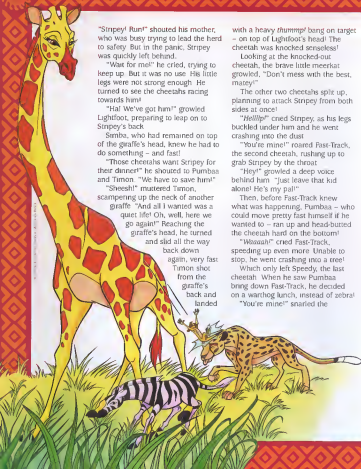 "Stripey! Run!" shouted his mother,
who was busy trying to lead the herd
to safety. But in the panic, Stripey
was quickly left behind.
"Wait for me!" he cried, trying to
keep up. But it was no use. His little
legs were not strong enough. He
turned to see the cheetahs racing
towards him!
"Ha! We've got him!" growled
Lightfoot, preparing to leap on to
Stripey's back.
Simba, who had remained on top
of the giraffe's head, knew he had to
do something – and fast!
"Those cheetahs want Stripey for
their dinner!" he shouted to Pumbaa
and Timon. "We have to save him!"
"Sheesh!" muttered Timon,
scampering up the neck of another
giraffe. "And all I wanted was a
quiet life! Oh, well, here we
go again!" Reaching the
giraffe's head, he turned
and slid all the way
back down
again, very fast.
Timon shot
from the
giraffe's
back and
landed
with a heavy thummp! bang on target
– on top of Lightfoot's head! The
cheetah was knocked senseless!
Looking at the knocked-out
cheetah, the brave little meerkat
growled, "Don't mess with the best,
matey!"
The other two cheetahs split up,
planning to attack Stripey from both
sides at once!
"Hellllp!" cried Stripey, as his legs
buckled under him and he went
crashing into the dust.
"You're mine!" roared Fast-Track,
the second cheetah, rushing up to
grab Stripey by the throat.
"Hey!" growled a deep voice
behind him. "Just leave that kid
alone! He's my pal!"
Then, before Fast-Track knew
what was happening, Pumbaa – who
could move pretty fast himself if he
wanted to – ran up and head-butted
the cheetah hard on the bottom!
"Waaaah!" cried Fast-Track,
speeding up even more. Unable to
stop, he went crashing into a tree!
Which only left Speedy, the last
cheetah. When he saw Pumbaa
bring down Fast-Track, he decided
on a warthog lunch, instead of zebra!
"You're mine!" snarled the